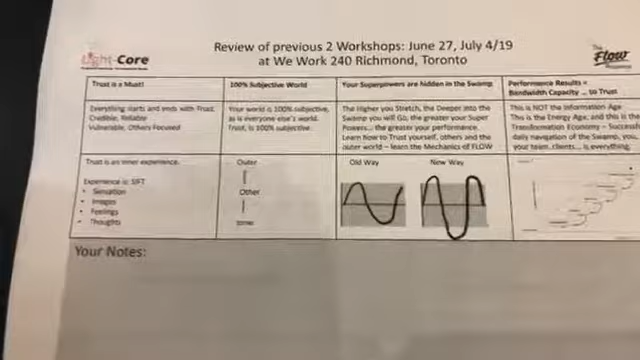 Light-Core
Review of previous 2 Workshops: June 27, July 4/19
at We Work 240 Richmond, Toronto
The
Flow
Trust is a Must!
100% Subjective World
Your Superpowers are hidden in the Swamp
Performance Results =
Bandwidth Capacity ... to Trust
Everything starts and ends with Trust.
Credible, Reliable
Vulnerable, Others Focused
Your world is 100% subjective,
as is everyone else's world.
Trust, is 100% subjective.
The Higher you Stretch, the Deeper into the
Swamp you will Go, the greater your Super
Powers... the greater your performance.
Learn how to Trust yourself, others and the
outer world – learn the Mechanics of FLOW
This is NOT the Information Age
This is the Energy Age, and this is the
Transformation Economy – Successful
daily navigation of the Swamp, you,
your team, clients... is everything.
Trust is an inner experience.
Experience is SIFT
• Sensation
• Images
• Feelings
• Thoughts
Outer
Other
Inner
Old Way
New Way
Your Notes: